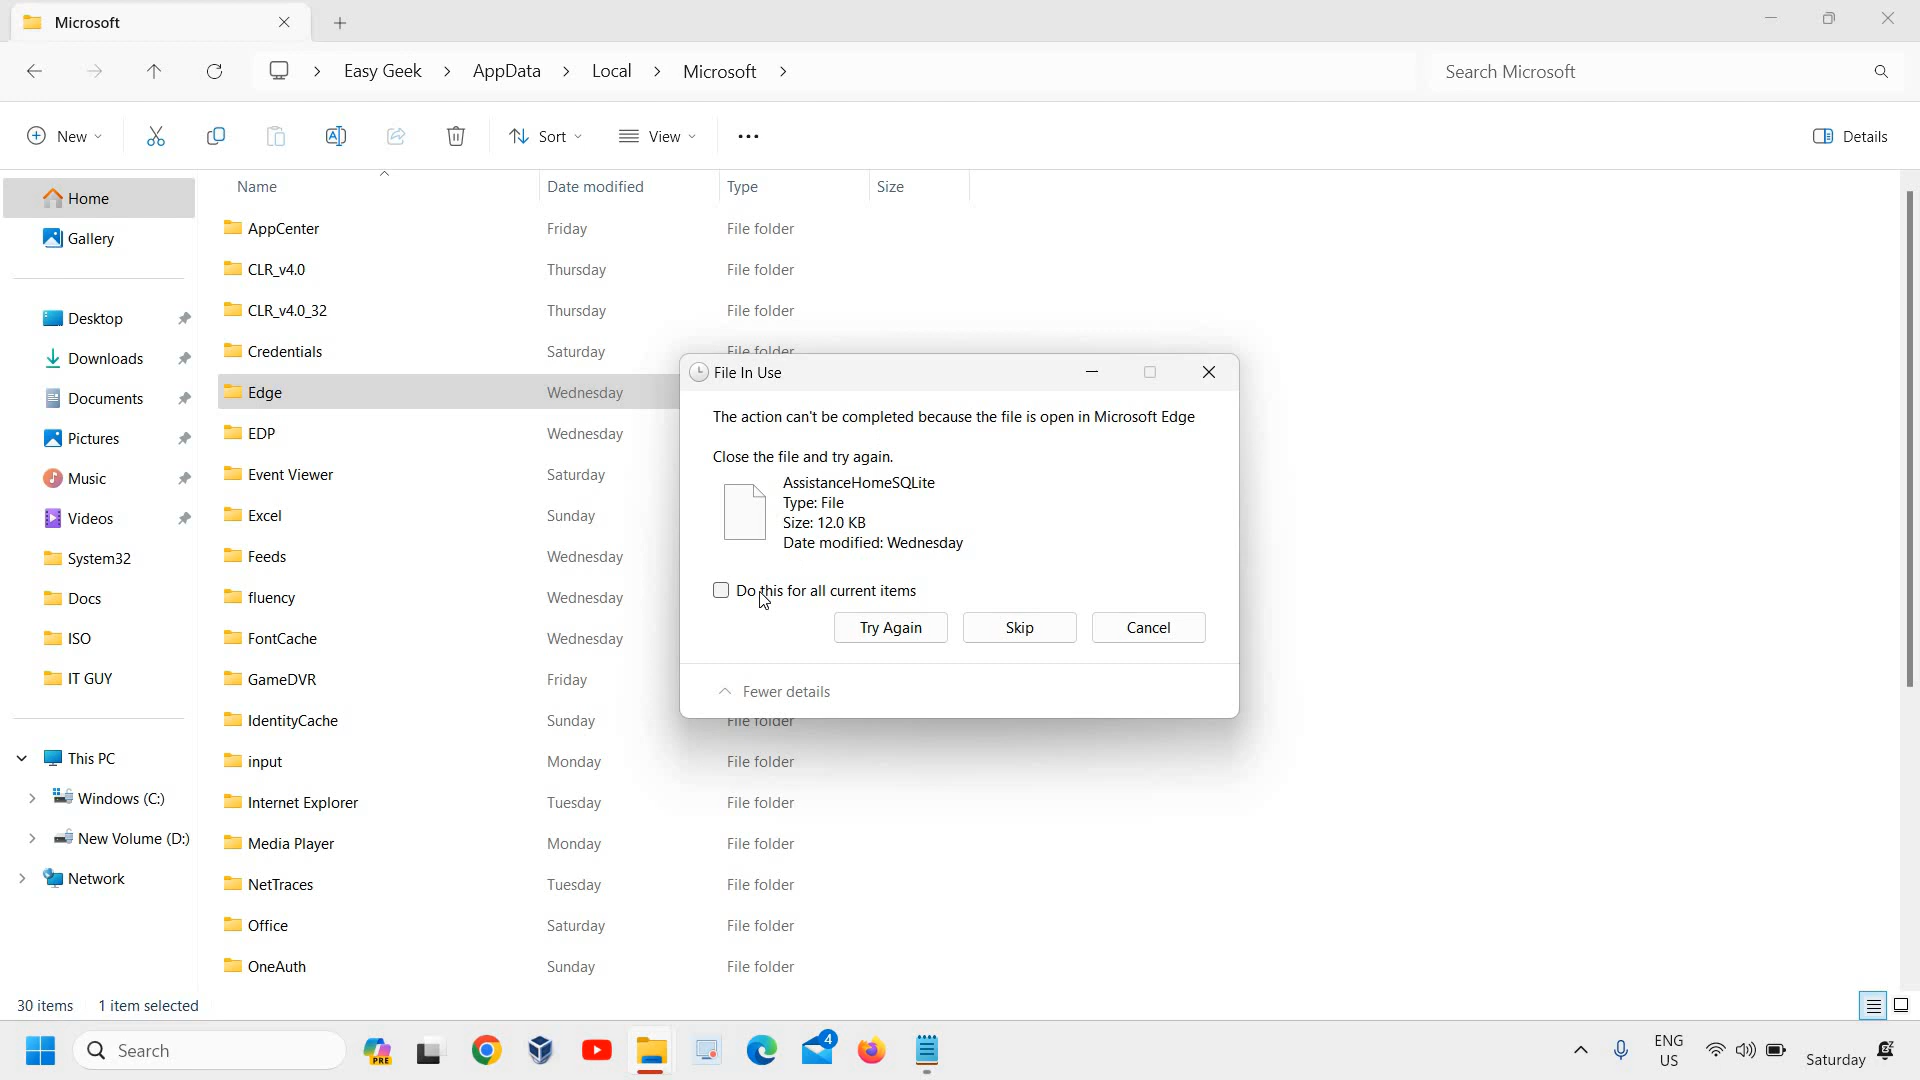 Microsoft
Easy Geek > AppData > Local > Microsoft >
Search Microsoft
New
Sort
View
Details
Name Date modified Type Size
Home
Gallery
Desktop
Downloads
Documents
Pictures
Music
Videos
System32
Docs
ISO
IT GUY
This PC
Windows (C:)
New Volume (D:)
Network
AppCenter Friday File folder
CLR_v4.0 Thursday File folder
CLR_v4.0_32 Thursday File folder
Credentials Saturday File folder
Edge Wednesday
EDP Wednesday
Event Viewer Saturday
Excel Sunday
Feeds Wednesday
fluency Wednesday
FontCache Wednesday
GameDVR Friday
IdentityCache Sunday File folder
input Monday File folder
Internet Explorer Tuesday File folder
Media Player Monday File folder
NetTraces Tuesday File folder
Office Saturday File folder
OneAuth Sunday File folder
File In Use
The action can't be completed because the file is open in Microsoft Edge
Close the file and try again.
AssistanceHomeSQLite
Type: File
Size: 12.0 KB
Date modified: Wednesday
Do this for all current items
Try Again
Skip
Cancel
Fewer details
30 items 1 item selected
Search
PRE
4
ENG
US
Saturday